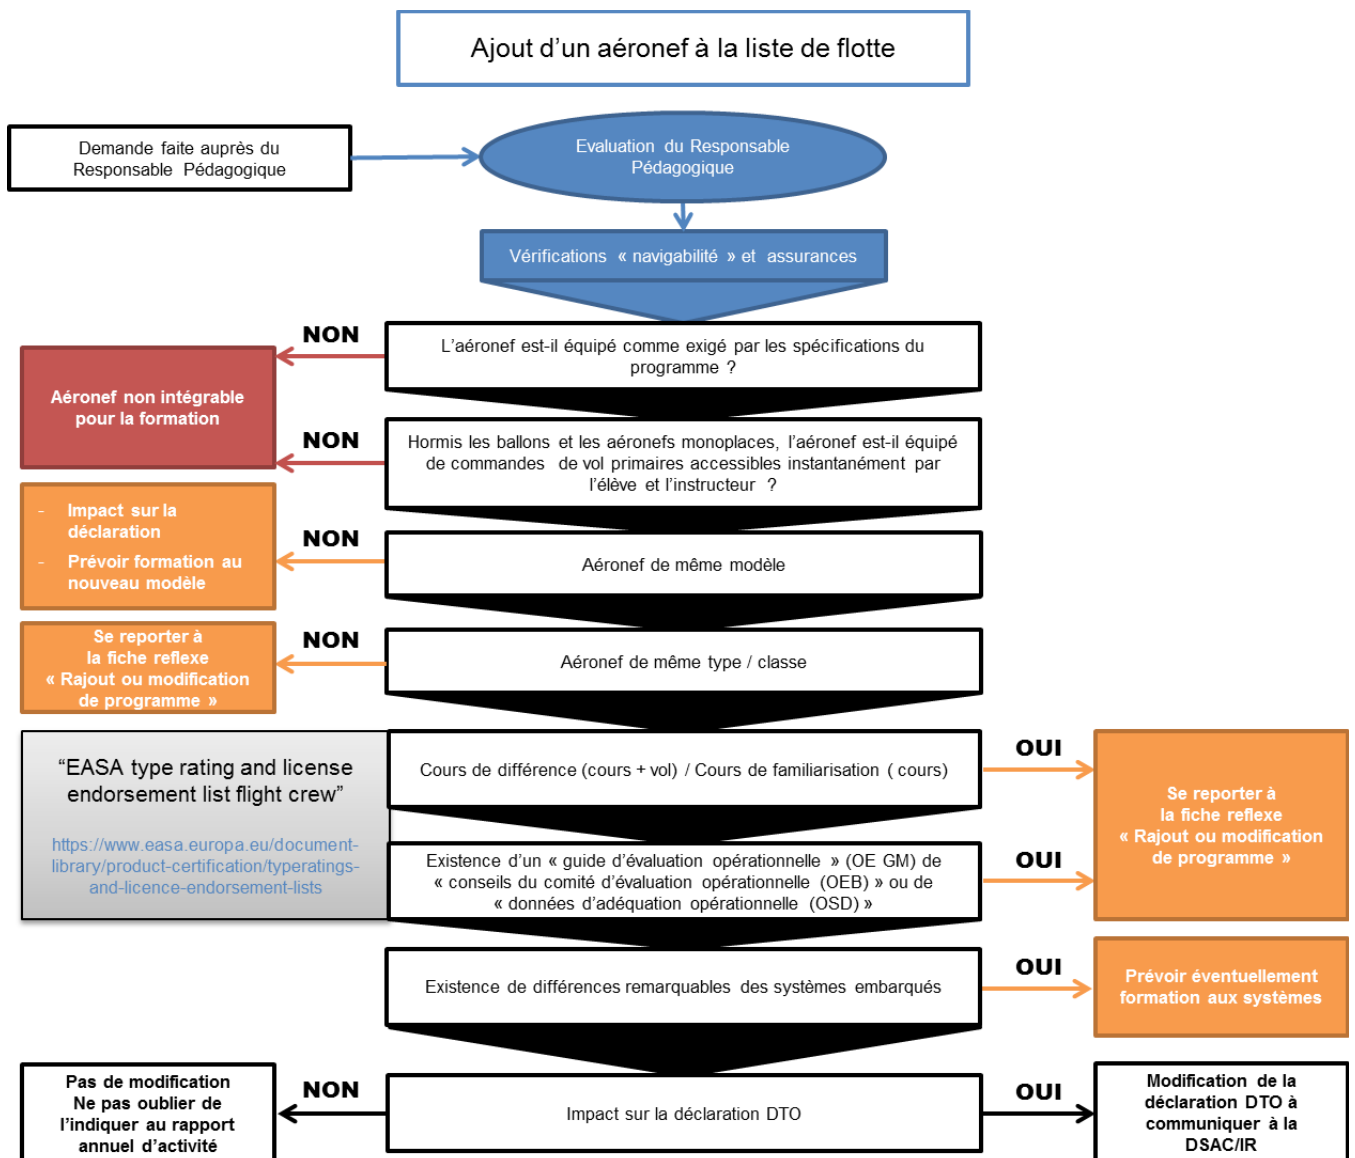 Ajout d’un aéronef à la liste de flotte
Demande faite auprès du
Responsable Pédagogique
Evaluation du Responsable
Pédagogique
Vérifications « navigabilité » et assurances
NON
L’aéronef est-il équipé comme exigé par les spécifications du
programme ?
Aéronef non intégrable
pour la formation
NON
Hormis les ballons et les aéronefs monoplaces, l’aéronef est-il équipé
de commandes de vol primaires accessibles instantanément par
l’élève et l’instructeur ?
- Impact sur la
déclaration
- Prévoir formation au
nouveau modèle
NON
Aéronef de même modèle
Se reporter à
la fiche reflexe
« Rajout ou modification
de programme »
NON
Aéronef de même type / classe
“EASA type rating and license
endorsement list flight crew”
https://www.easa.europa.eu/document-
library/product-certification/typeratings-
and-licence-endorsement-lists
Cours de différence (cours + vol) / Cours de familiarisation ( cours)
OUI
Se reporter à
la fiche reflexe
« Rajout ou modification
de programme »
Existence d’un « guide d’évaluation opérationnelle » (OE GM) de
« conseils du comité d’évaluation opérationnelle (OEB) » ou de
« données d’adéquation opérationnelle (OSD) »
OUI
Existence de différences remarquables des systèmes embarqués
OUI
Prévoir éventuellement
formation aux systèmes
Pas de modification
Ne pas oublier de
l’indiquer au rapport
annuel d’activité
NON
Impact sur la déclaration DTO
OUI
Modification de la
déclaration DTO à
communiquer à la
DSAC/IR